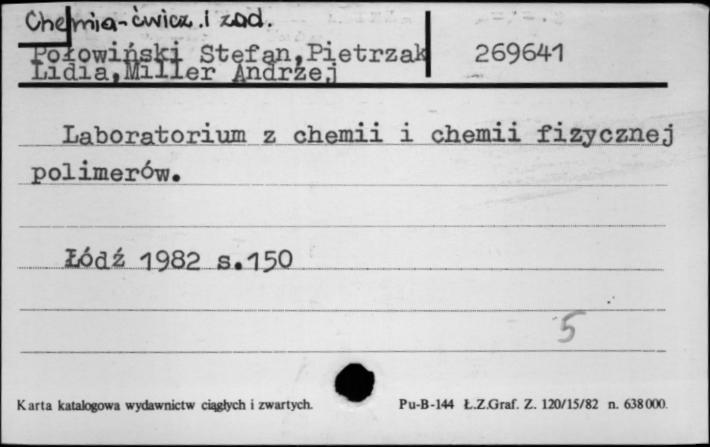 Chemia-ćwicz. i zad.
Połowiński Stefan,Pietrzak 269641
Lidia,Miller Andrzej
Laboratorium z chemii i chemii fizycznej
polimerów.
Łódź 1982 s.150
5
Karta katalogowa wydawnictw ciągłych i zwartych. Pu-B-144 Ł.Z.Graf. Z. 120/15/82 n. 638000.